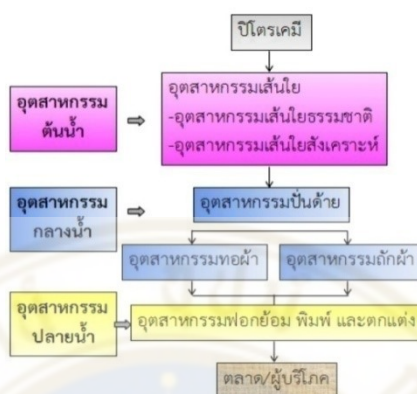 ปิโตรเคมี
อุตสาหกรรม
ต้นน้ำ
อุตสาหกรรมเส้นใย
-อุตสาหกรรมเส้นใยธรรมชาติ
-อุตสาหกรรมเส้นใยสังเคราะห์
อุตสาหกรรม
กลางน้ำ
อุตสาหกรรมปั่นด้าย
อุตสาหกรรมทอผ้า
อุตสาหกรรมถักผ้า
อุตสาหกรรม
ปลายน้ำ
อุตสาหกรรมฟอกย้อม พิมพ์ และตกแต่ง
ตลาด/ผู้บริโภค